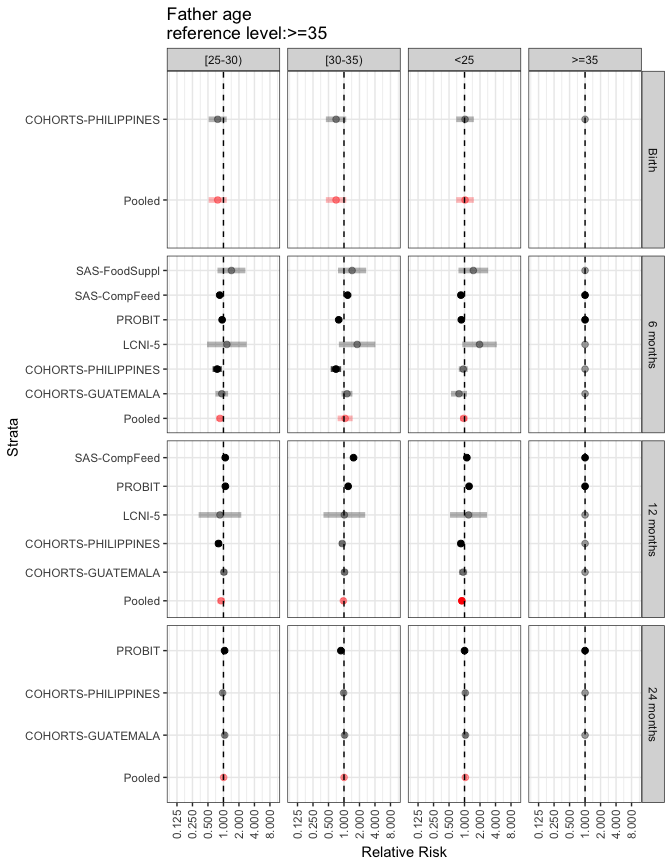 Father age
reference level:>=35
[25-30)
[30-35)
<25
>=35
COHORTS-PHILIPPINES
Pooled
Birth
SAS-FoodSuppl
SAS-CompFeed
PROBIT
LCNI-5
COHORTS-PHILIPPINES
COHORTS-GUATEMALA
Pooled
6 months
Strata
SAS-CompFeed
PROBIT
LCNI-5
COHORTS-PHILIPPINES
COHORTS-GUATEMALA
Pooled
12 months
PROBIT
COHORTS-PHILIPPINES
COHORTS-GUATEMALA
Pooled
24 months
0.125 0.250 0.500 1.000 2.000 4.000 8.000
0.125 0.250 0.500 1.000 2.000 4.000 8.000
0.125 0.250 0.500 1.000 2.000 4.000 8.000
0.125 0.250 0.500 1.000 2.000 4.000 8.000
Relative Risk